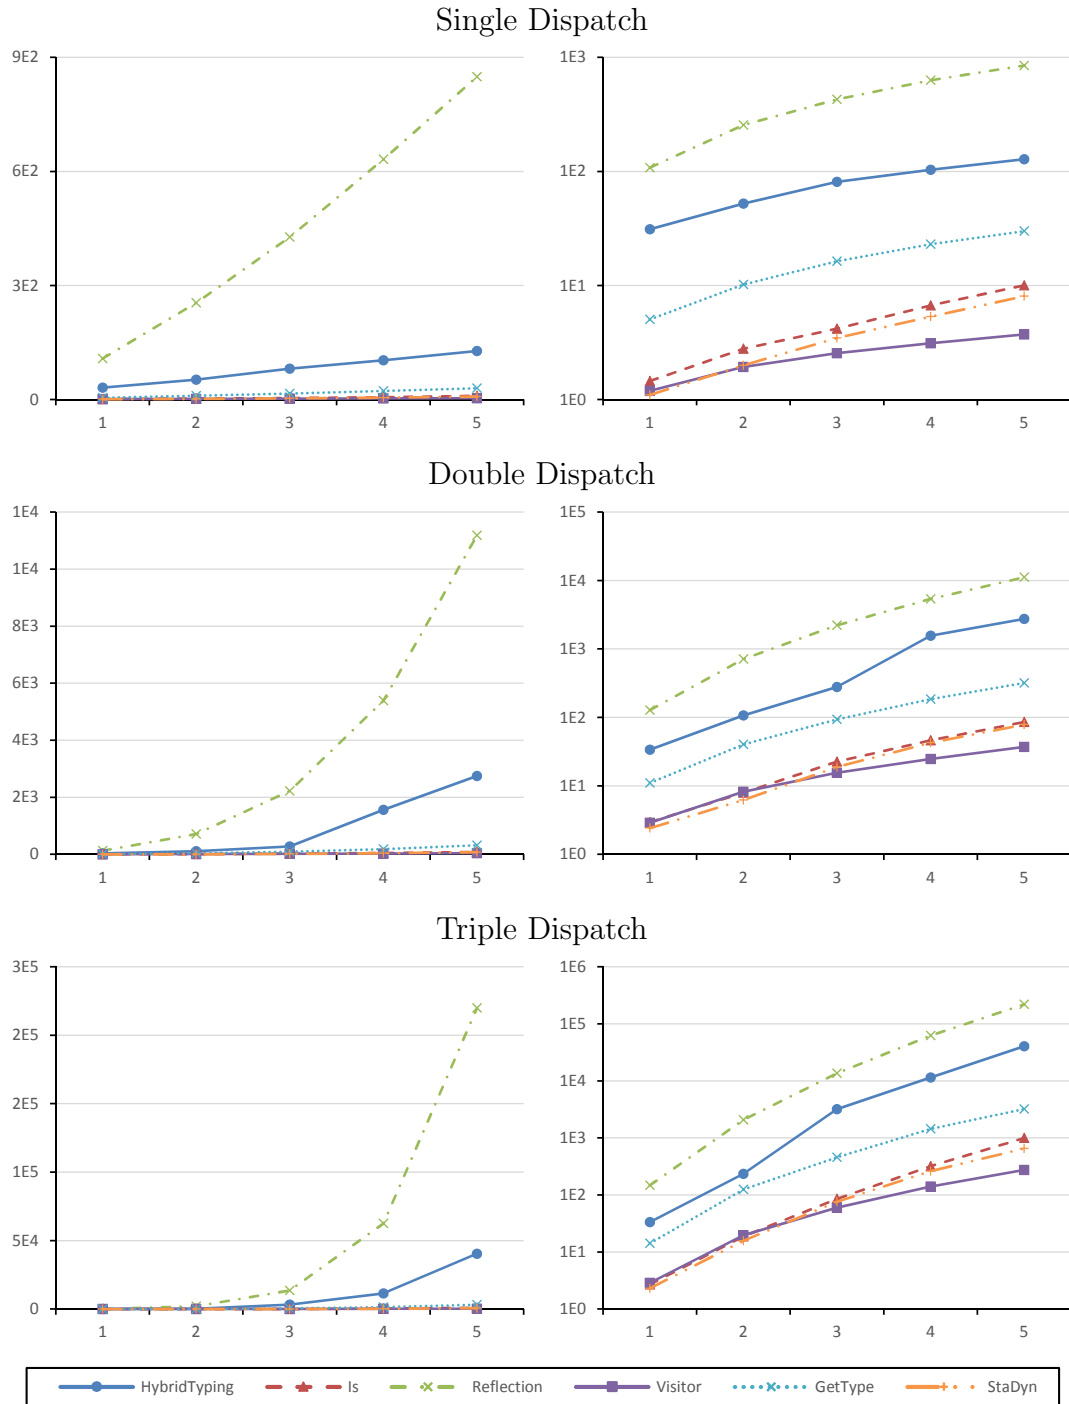 Single Dispatch
9E2
6E2
3E2
0
1 2 3 4 5
1E3
1E2
1E1
1E0
1 2 3 4 5
Double Dispatch
1E4
1E4
8E3
6E3
4E3
2E3
0
1 2 3 4 5
1E5
1E4
1E3
1E2
1E1
1E0
1 2 3 4 5
Triple Dispatch
3E5
2E5
2E5
1E5
5E4
0
1 2 3 4 5
1E6
1E5
1E4
1E3
1E2
1E1
1E0
1 2 3 4 5
HybridTyping Is Reflection Visitor GetType StaDyn